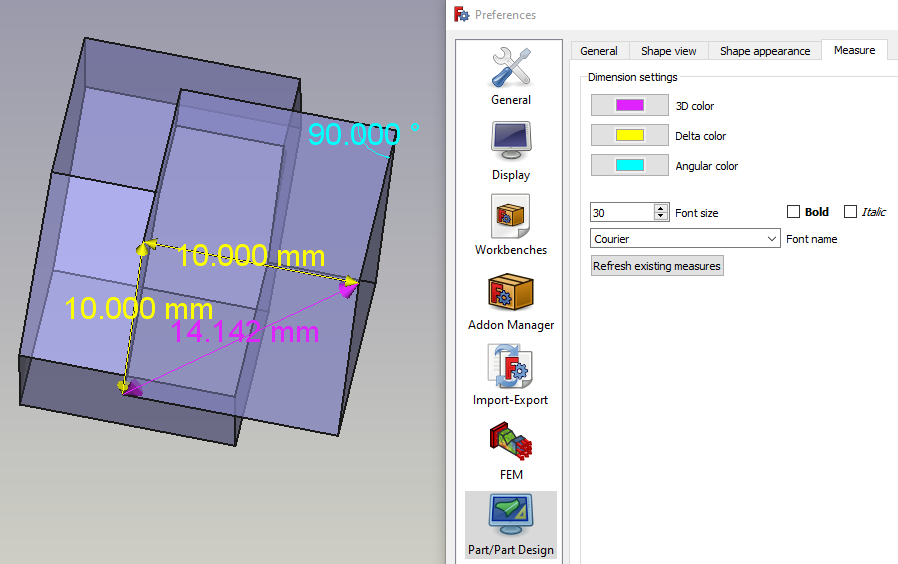 Preferences
General Shape view Shape appearance Measure
Dimension settings
General
3D color
Delta color
Display
Angular color
30 Font size Bold Italic
Courier Font name
Workbenches
Refresh existing measures
Addon Manager
Import-Export
FEM
Part/Part Design
90.000 °
10.000 mm
10.000 mm
14.142 mm